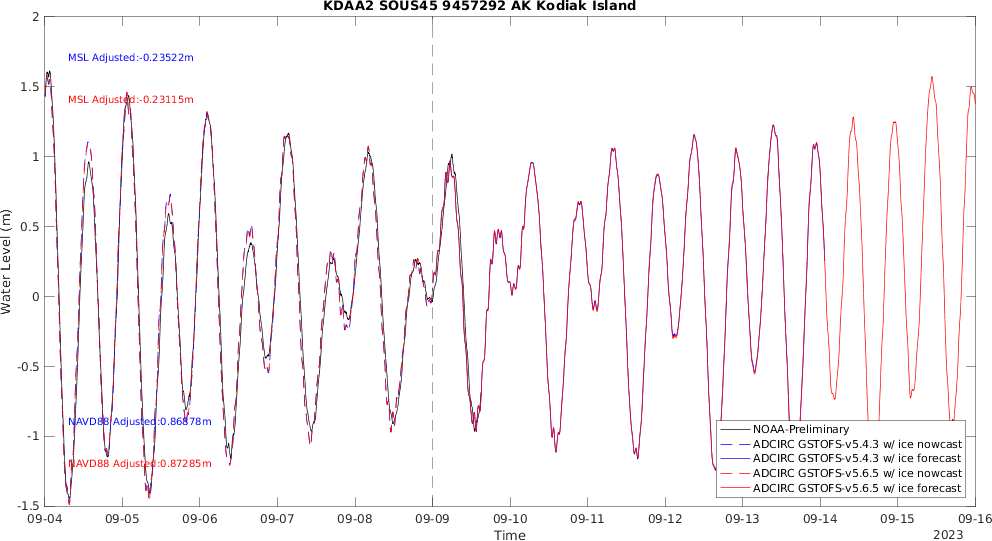 KDAA2 SOUS45 9457292 AK Kodiak Island
2
1.5
1
0.5
0
-0.5
-1
-1.5
Water Level (m)
MSL Adjusted:-0.23522m
MSL Adjusted:-0.23115m
NAVD88 Adjusted:0.86878m
NAVD88 Adjusted:0.87285m
NOAA-Preliminary
ADCIRC GSTOFS-v5.4.3 w/ ice nowcast
ADCIRC GSTOFS-v5.4.3 w/ ice forecast
ADCIRC GSTOFS-v5.6.5 w/ ice nowcast
ADCIRC GSTOFS-v5.6.5 w/ ice forecast
09-04 09-05 09-06 09-07 09-08 09-09 09-10 09-11 09-12 09-13 09-14 09-15 09-16
Time
2023